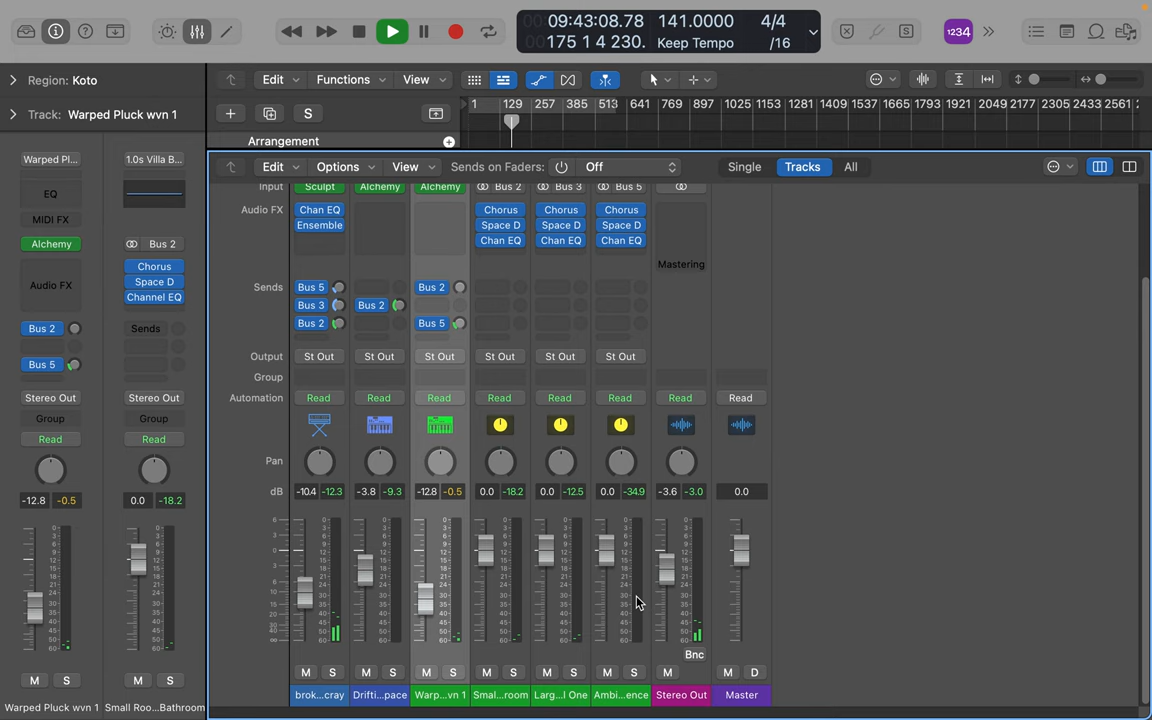 09:43:08.78 141.0000 4/4
175 1 4 230. Keep Tempo /16
1234
Region: Koto
Edit Functions View
Track: Warped Pluck wvn 1
S
1 129 257 385 513 641 769 897 1025 1153 1281 1409 1537 1665 1793 1921 2049 2177 2305 2433 2561
Arrangement
Warped Pl... 1.0s Villa B...
Edit Options View Sends on Faders: Off Single Tracks All
Input Sculpt Alchemy Alchemy Bus 2 Bus 3 Bus 5
EQ
MIDI FX
Audio FX Chan EQ Chorus Chorus Chorus
Ensemble Space D Space D Space D
Chan EQ Chan EQ Chan EQ
Alchemy Bus 2
Mastering
Chorus
Audio FX Space D
Channel EQ
Sends Bus 5 Bus 2
Bus 3 Bus 2
Bus 2 Bus 5
Bus 2 Sends
Bus 5
Output St Out St Out St Out St Out St Out St Out
Group
Stereo Out Stereo Out
Automation Read Read Read Read Read Read Read Read
Group Group
Read Read
Pan
dB -10.4 -12.3 -3.8 -9.3 -12.8 -0.5 0.0 -18.2 0.0 -12.5 0.0 -34.9 -3.6 -3.0 0.0
-12.8 -0.5 0.0 -18.2
Bnc
M S M S M S M S M S M S M M D
M S M S
brok...cray Drifti...pace Warp...vn 1 Smal...room Larg...l One Ambi...ence Stereo Out Master
Warped Pluck wvn 1 Small Roo...Bathroom